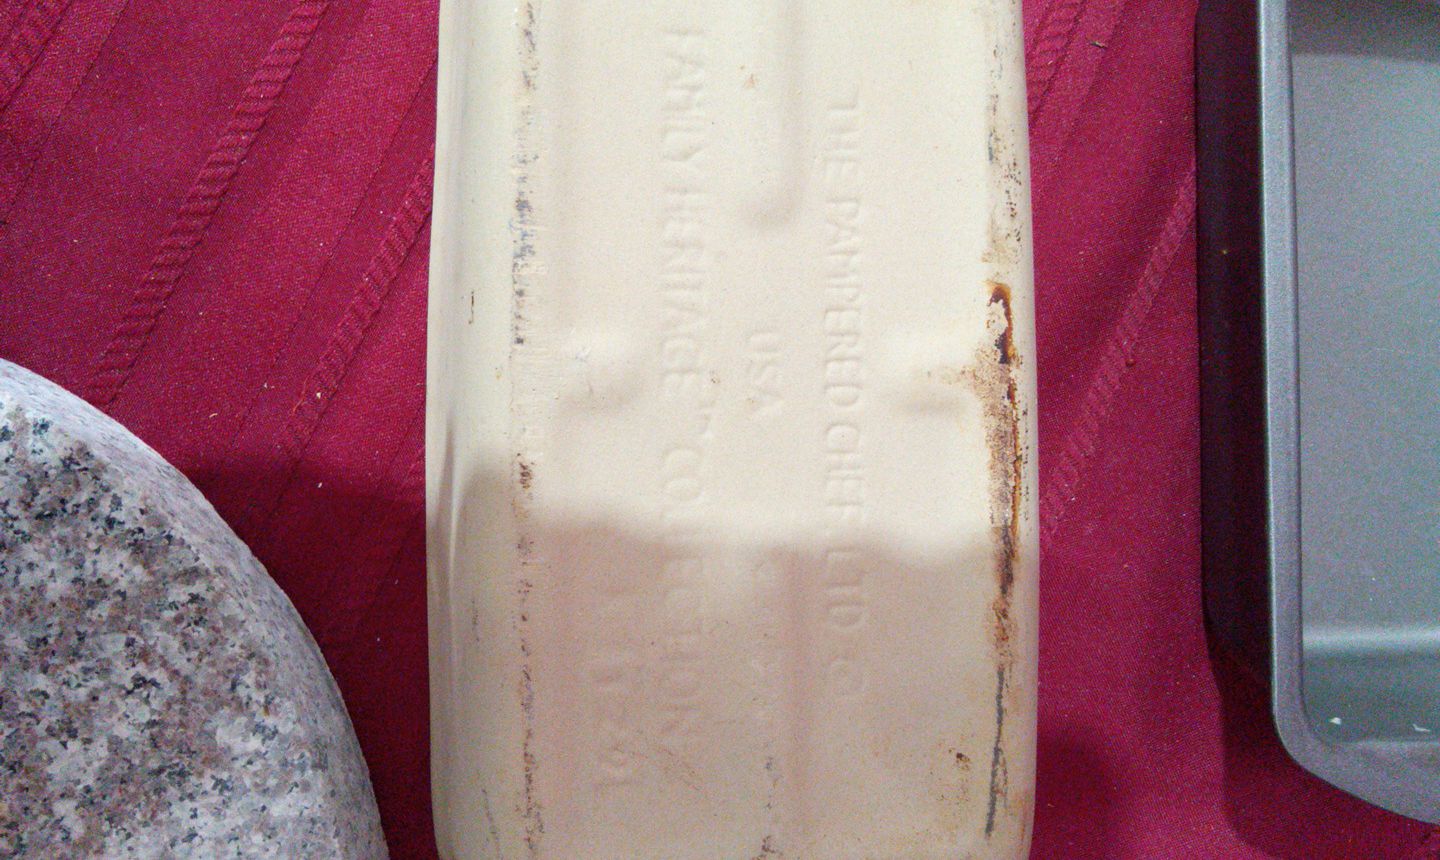 THE PAMPERED CHEF LTD
USA
FAMILY HERITAGE COLLECTION